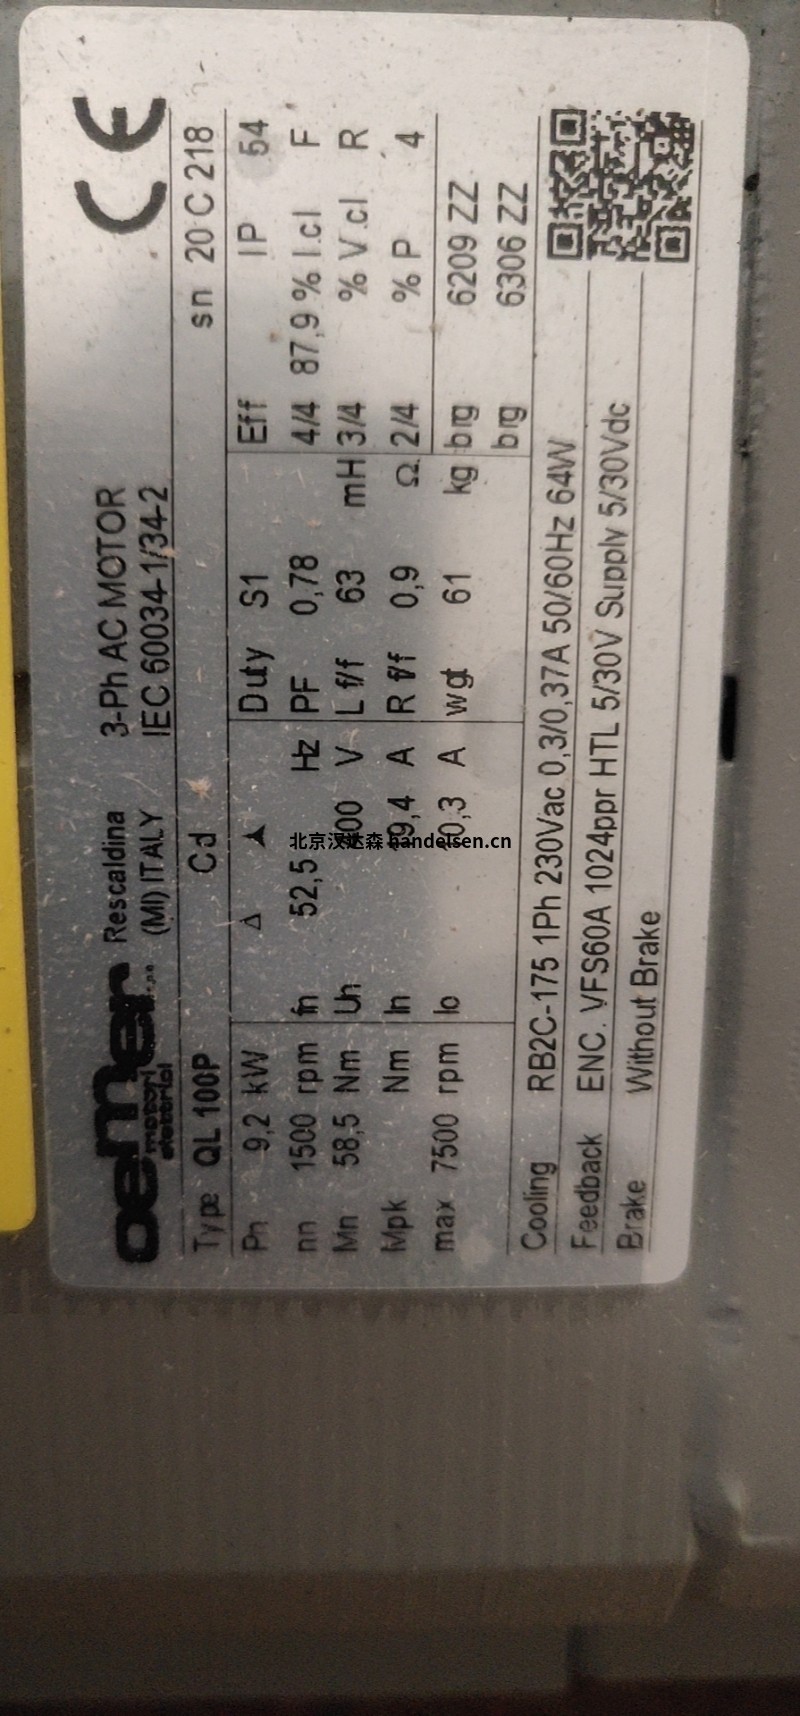 oemer motori elettrici S.p.A. Rescaldina 3-Ph AC MOTOR CE
(MI) ITALY IEC 60034-1/34-2
Type QL 100P Cd sn 20 C 218
Pn 9,2 kW Δ Duty S1 Eff IP 54
nn 1500 rpm fn 52,5 Hz PF 0,78 4/4 87,9 % I.cl F
Mn 58,5 Nm Un V L f/f 63 mH 3/4 % V.cl R
Mpk Nm In A R f/f 0,9 Ω 2/4 % P 4
max 7500 rpm Io A wgt 61 kg brg 6209 ZZ
brg 6306 ZZ
Cooling RB2C-175 1Ph 230Vac 0,3/0,37A 50/60Hz 64W
Feedback ENC. VFS60A 1024ppr HTL 5/30V Supply 5/30Vdc
Brake Without Brake
北京汉达森 handelsen.cn